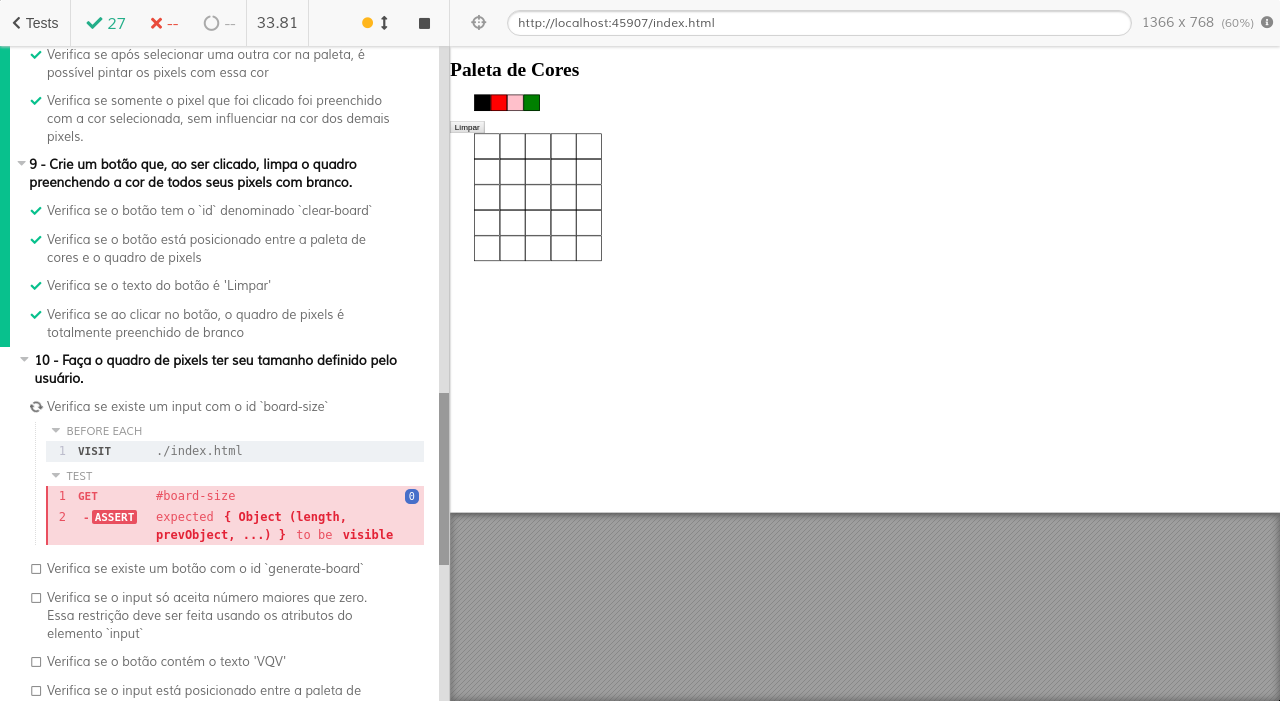 Tests
27
--
--
33.81
http://localhost:45907/index.html
1366 x 768 (60%)
Verifica se após selecionar uma outra cor na paleta, é
possível pintar os pixels com essa cor
Verifica se somente o pixel que foi clicado foi preenchido
com a cor selecionada, sem influenciar na cor dos demais
pixels.
9 - Crie um botão que, ao ser clicado, limpa o quadro
preenchendo a cor de todos seus pixels com branco.
Verifica se o botão tem o `id` denominado `clear-board`
Verifica se o botão está posicionado entre a paleta de
cores e o quadro de pixels
Verifica se o texto do botão é 'Limpar'
Verifica se ao clicar no botão, o quadro de pixels é
totalmente preenchido de branco
10 - Faça o quadro de pixels ter seu tamanho definido pelo
usuário.
Verifica se existe um input com o id `board-size`
BEFORE EACH
1 VISIT ./index.html
TEST
1 GET #board-size 0
2 -ASSERT expected { Object (length,
prevObject, ...) } to be visible
Verifica se existe um botão com o id `generate-board`
Verifica se o input só aceita número maiores que zero.
Essa restrição deve ser feita usando os atributos do
elemento `input`
Verifica se o botão contém o texto 'VQV'
Verifica se o input está posicionado entre a paleta de
Paleta de Cores
Limpar